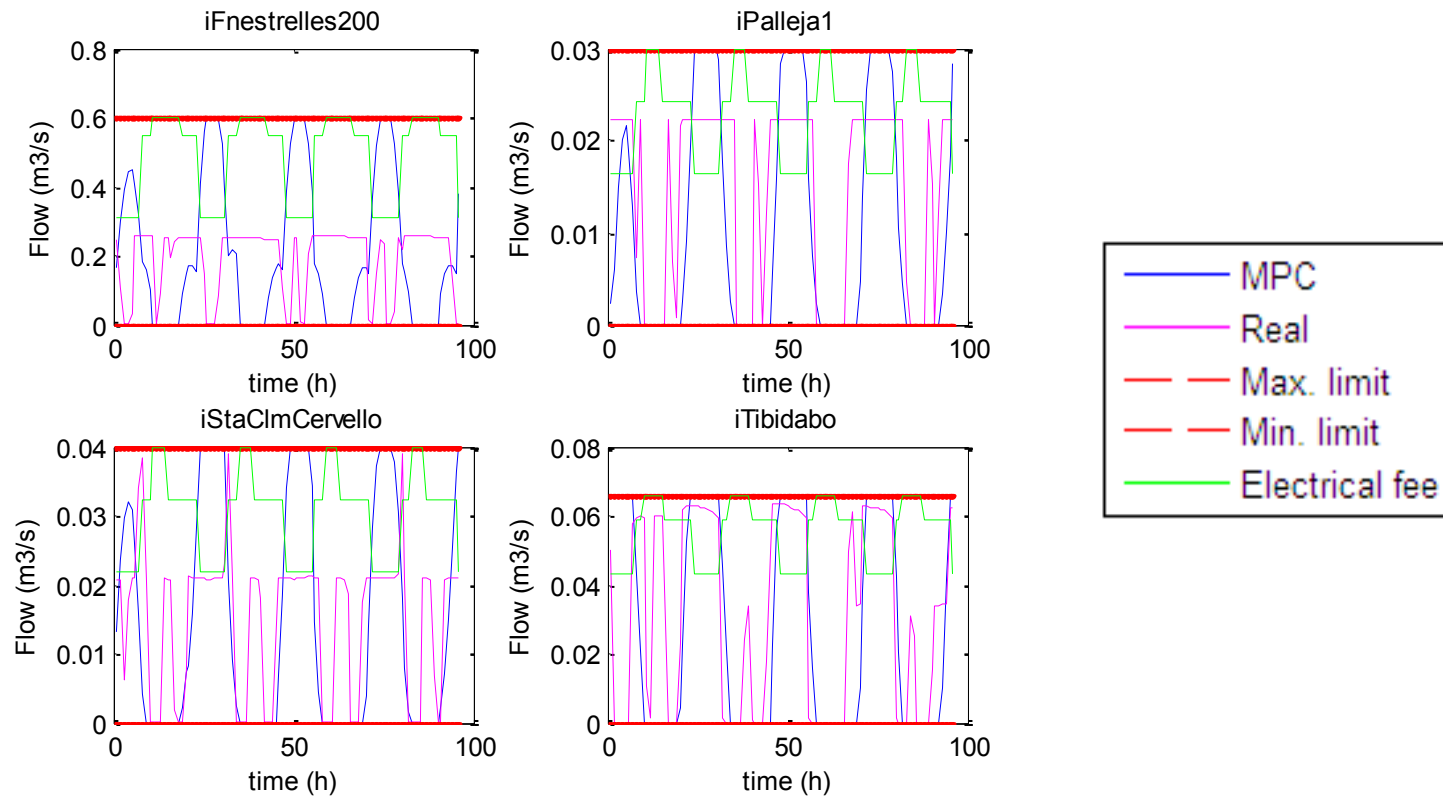 iFnestrelles200
0.8
0.6
0.4
0.2
0
Flow (m3/s)
0 50 100
time (h)
iPalleja1
0.03
0.02
0.01
0
Flow (m3/s)
0 50 100
time (h)
iStaClmCervello
0.04
0.03
0.02
0.01
0
Flow (m3/s)
0 50 100
time (h)
iTibidabo
0.08
0.06
0.04
0.02
0
Flow (m3/s)
0 50 100
time (h)
MPC
Real
Max. limit
Min. limit
Electrical fee